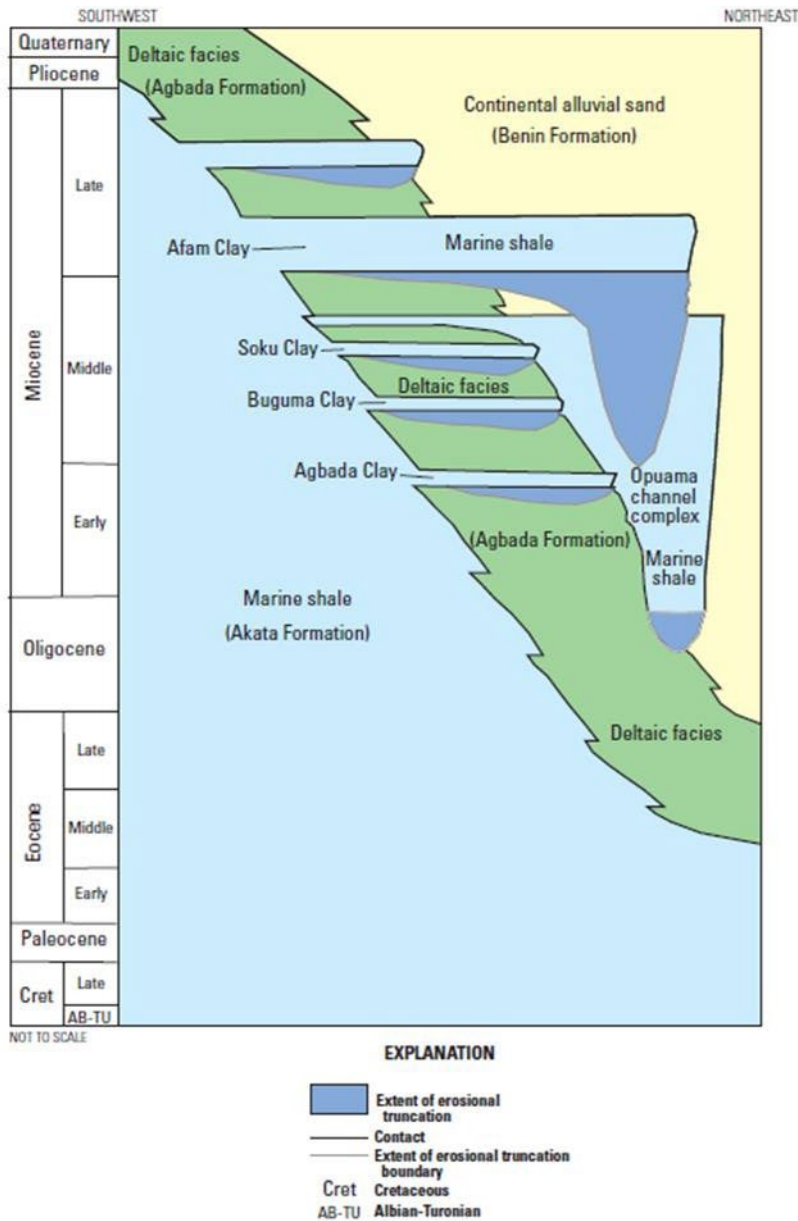 SOUTHWEST
NORTHEAST
Quaternary
Pliocene
Miocene
Late
Middle
Early
Oligocene
Eocene
Late
Middle
Early
Paleocene
Cret
Late
AB-TU
Deltaic facies
(Agbada Formation)
Continental alluvial sand
(Benin Formation)
Afam Clay
Marine shale
Soku Clay
Deltaic facies
Buguma Clay
Agbada Clay
Opuama
channel
complex
(Agbada Formation)
Marine
shale
Marine shale
(Akata Formation)
Deltaic facies
NOT TO SCALE
EXPLANATION
Extent of erosional
truncation
Contact
Extent of erosional truncation
boundary
Cret Cretaceous
AB-TU Albian-Turonian